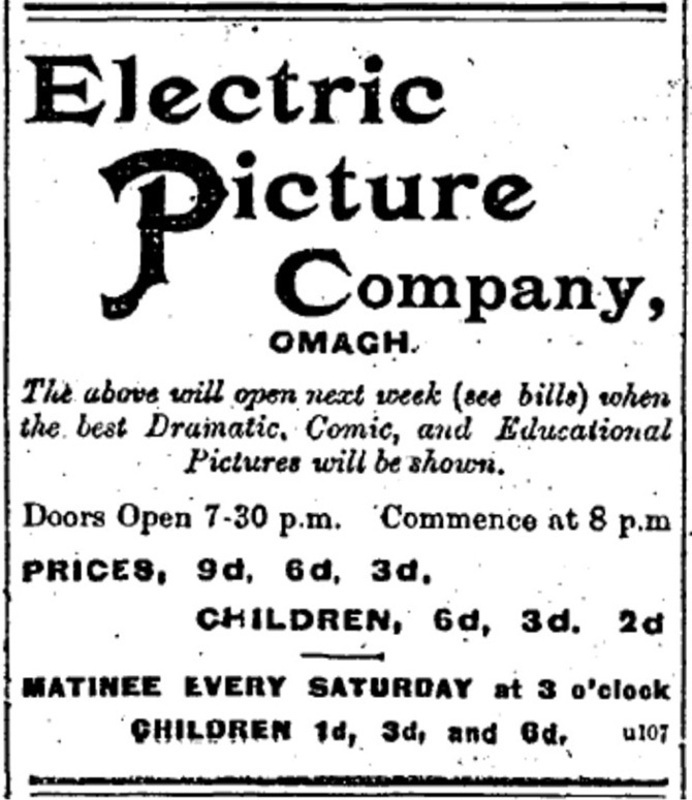 Electric
Picture
Company,
OMAGH.
The above will open next week (see bills) when
the best Dramatic, Comic, and Educational
Pictures will be shown.
Doors Open 7-30 p.m. Commence at 8 p.m
PRICES, 9d, 6d, 3d.
CHILDREN, 6d, 3d. 2d
MATINEE EVERY SATURDAY at 3 o'clock
CHILDREN 1d, 3d, and 6d. u107